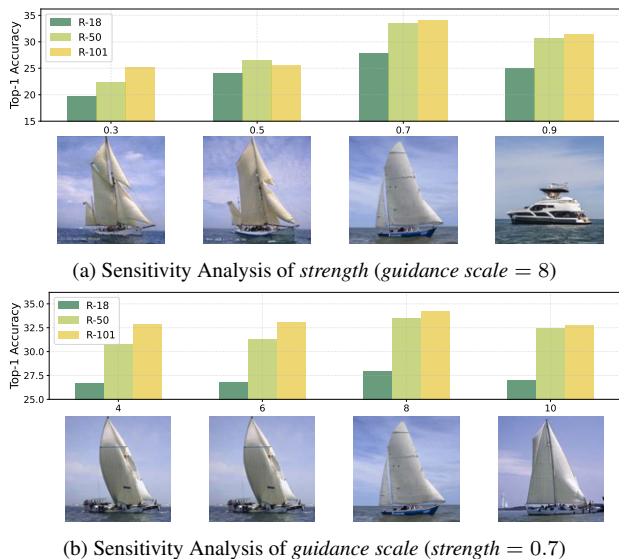 35
30
25
20
15
Top-1 Accuracy
R-18
R-50
R-101
0.3 0.5 0.7 0.9
(a) Sensitivity Analysis of strength (guidance scale = 8)
35.0
32.5
30.0
27.5
25.0
Top-1 Accuracy
R-18
R-50
R-101
4 6 8 10
(b) Sensitivity Analysis of guidance scale (strength = 0.7)